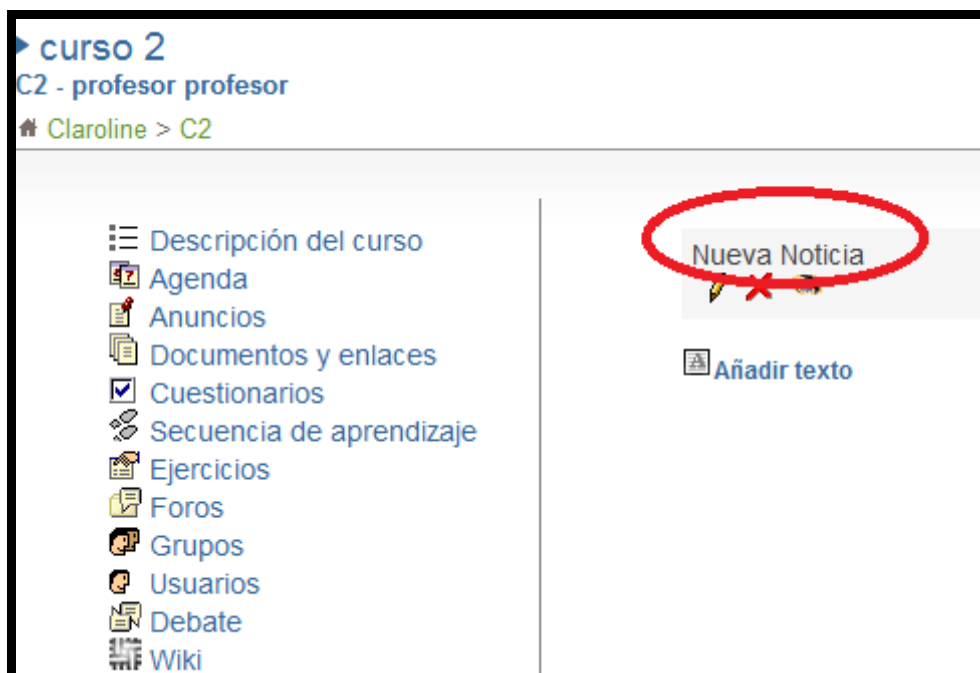 curso 2
C2 - profesor profesor
Claroline > C2
Descripción del curso
Agenda
Anuncios
Documentos y enlaces
Cuestionarios
Secuencia de aprendizaje
Ejercicios
Foros
Grupos
Usuarios
Debate
Wiki
Nueva Noticia
Añadir texto